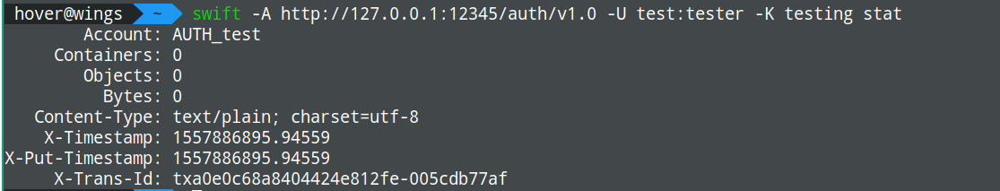 hover@wings ~ swift -A http://127.0.0.1:12345/auth/v1.0 -U test:tester -K testing stat
Account: AUTH_test
Containers: 0
Objects: 0
Bytes: 0
Content-Type: text/plain; charset=utf-8
X-Timestamp: 1557886895.94559
X-Put-Timestamp: 1557886895.94559
X-Trans-Id: txa0e0c68a8404424e812fe-005cdb77af